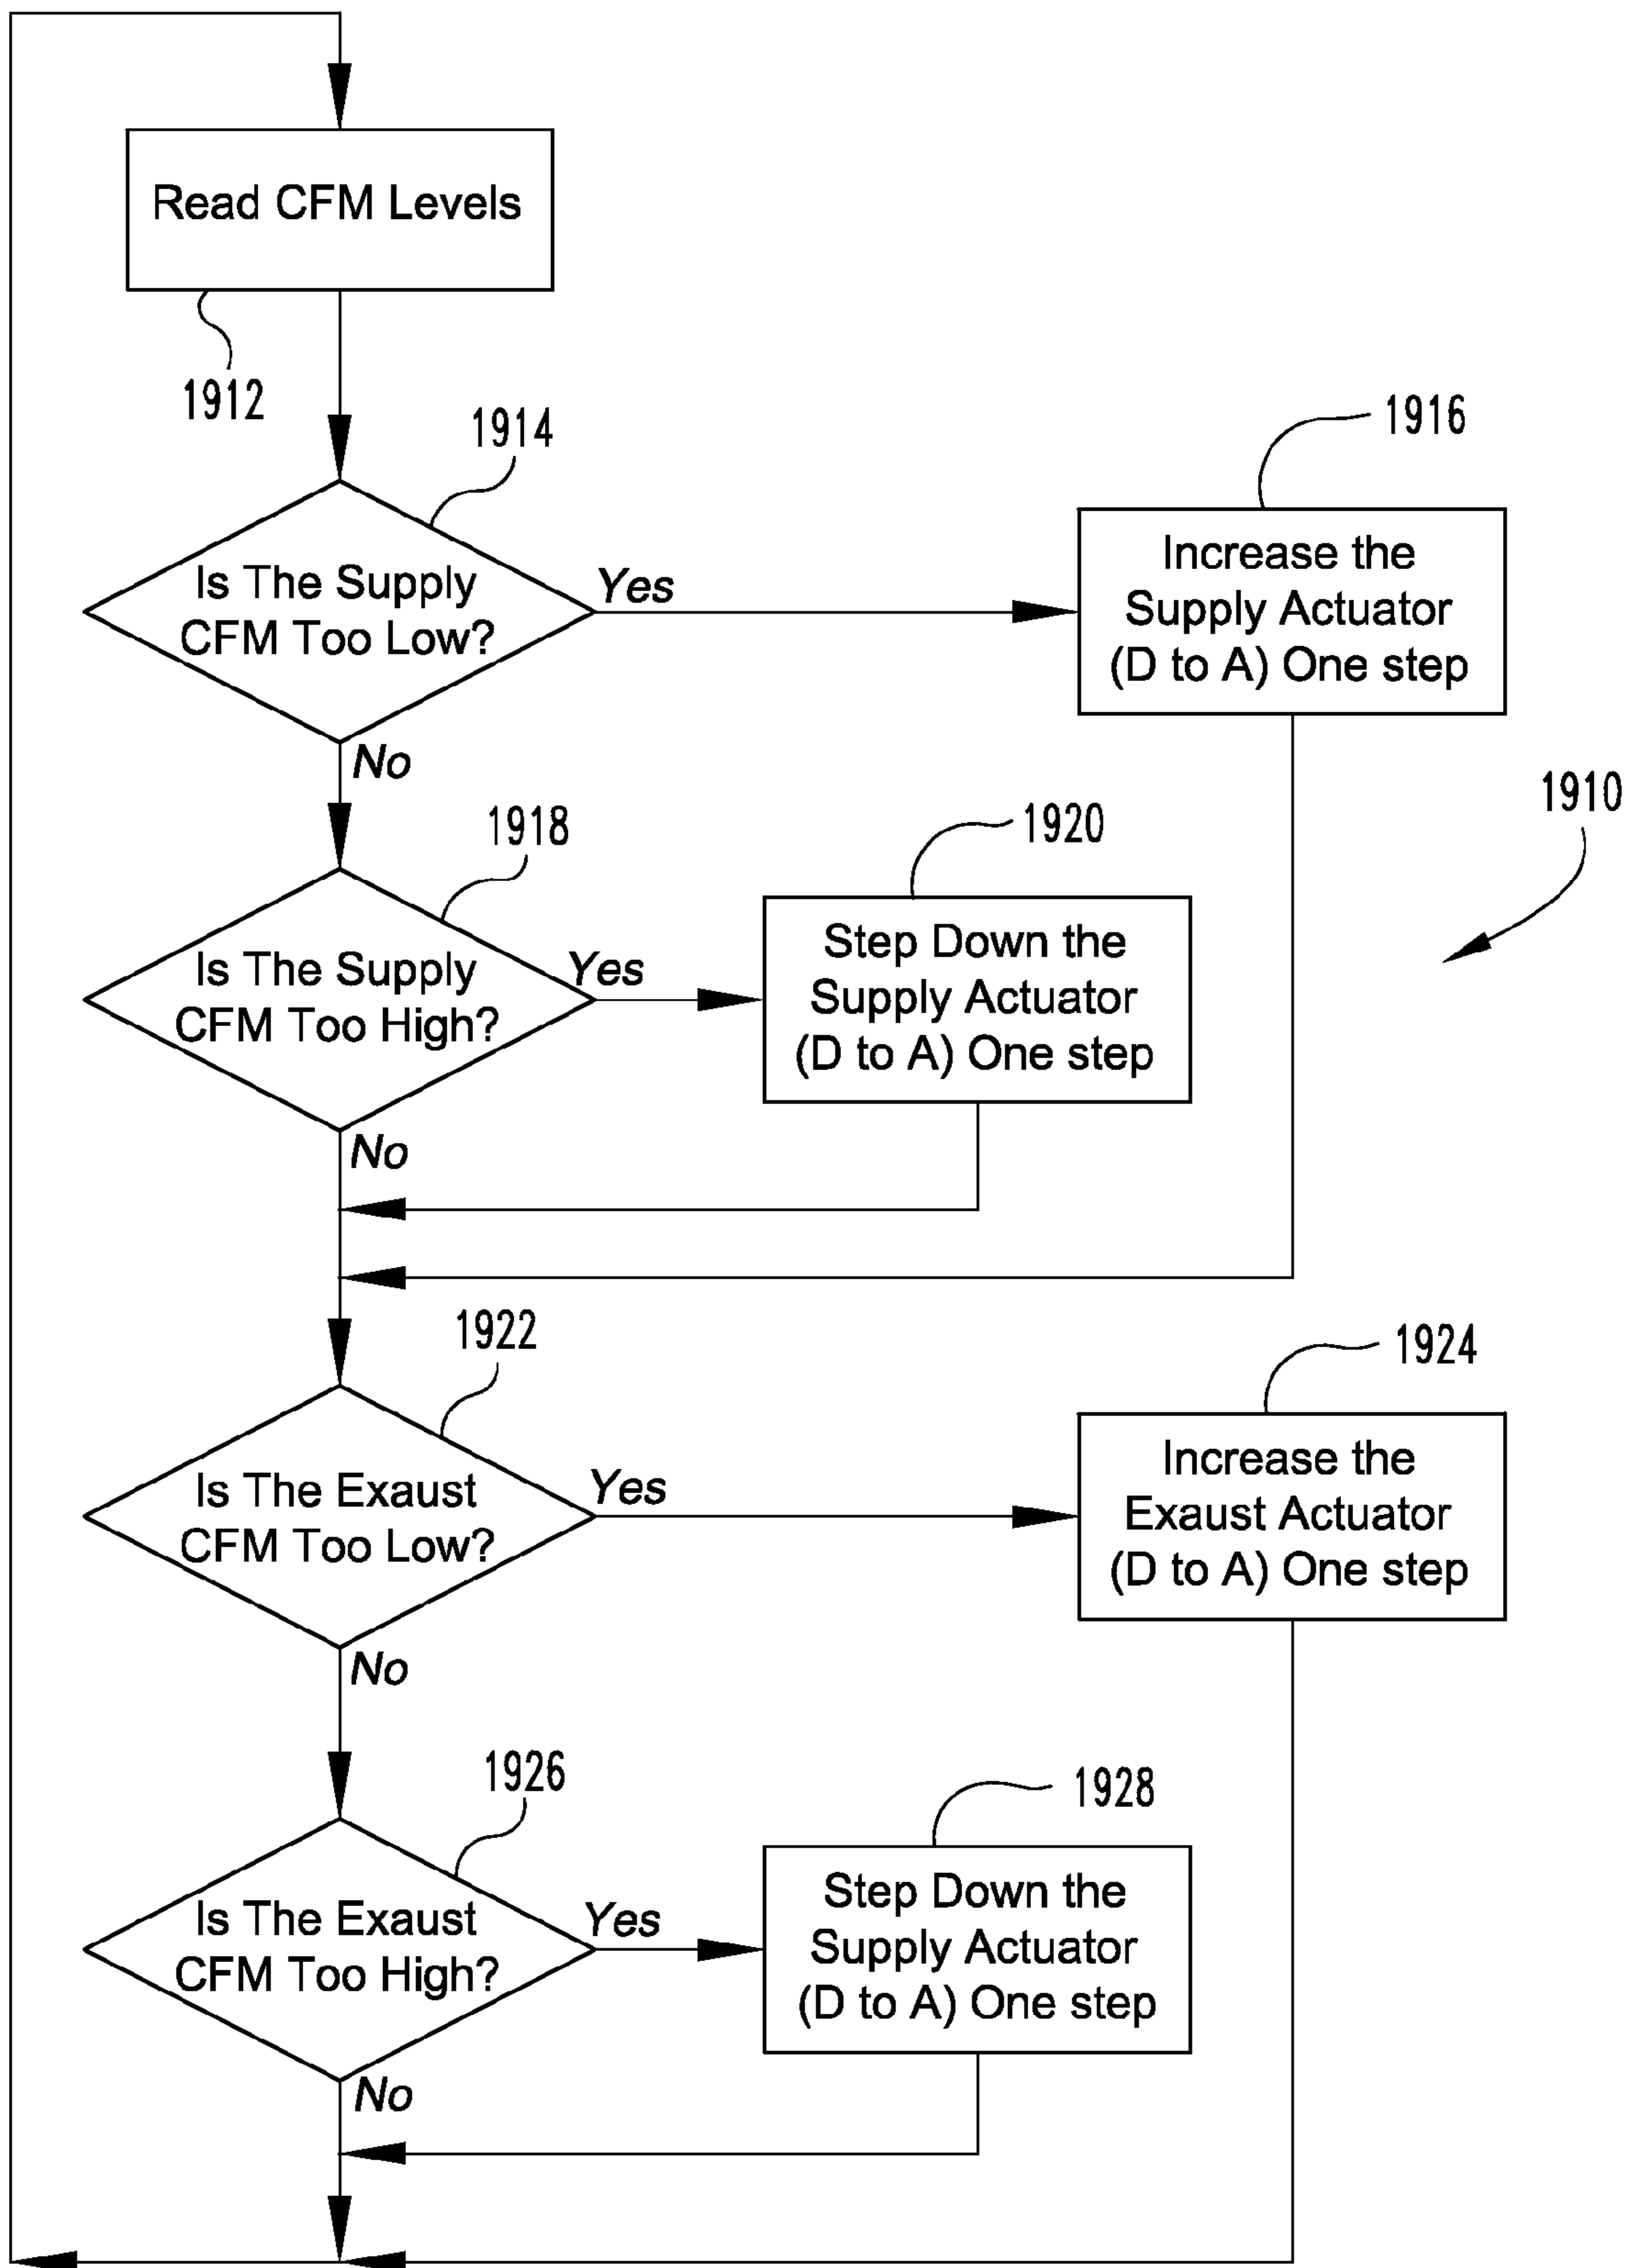 Read CFM Levels
1912
1914
Is The Supply
CFM Too Low?
Yes
No
1916
Increase the
Supply Actuator
(D to A) One step
1910
1918
Is The Supply
CFM Too High?
Yes
No
1920
Step Down the
Supply Actuator
(D to A) One step
1922
Is The Exaust
CFM Too Low?
Yes
No
1924
Increase the
Exaust Actuator
(D to A) One step
1926
Is The Exaust
CFM Too High?
Yes
No
1928
Step Down the
Supply Actuator
(D to A) One step